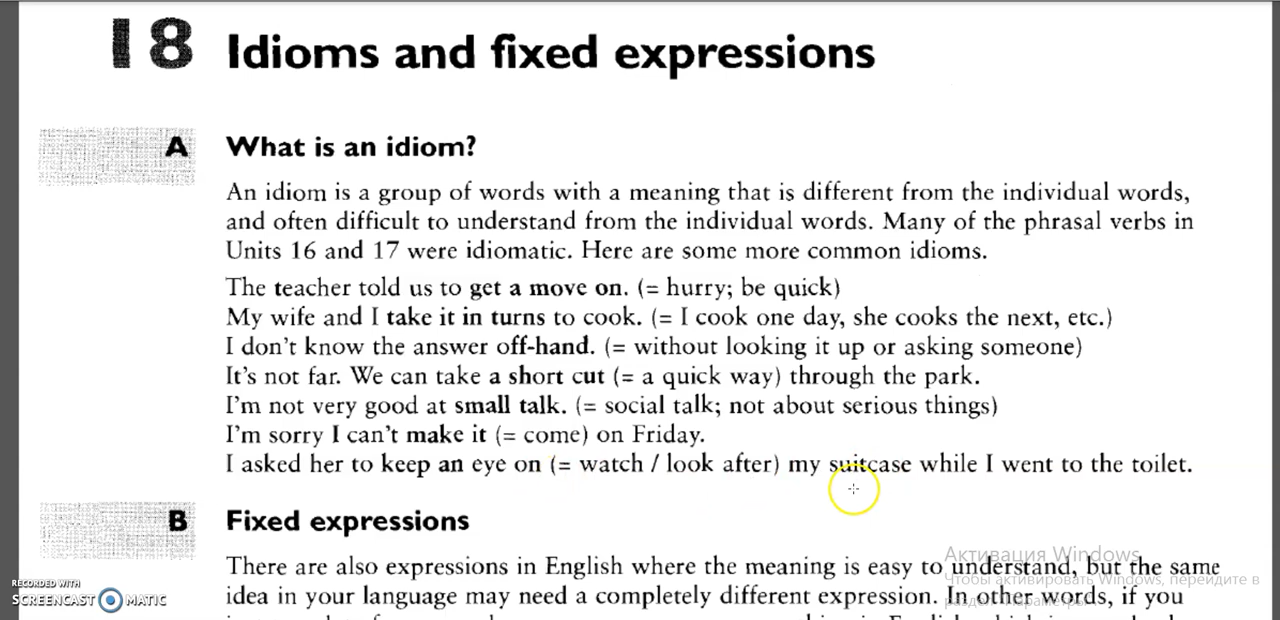 18 Idioms and fixed expressions
A What is an idiom?
An idiom is a group of words with a meaning that is different from the individual words,
and often difficult to understand from the individual words. Many of the phrasal verbs in
Units 16 and 17 were idiomatic. Here are some more common idioms.
The teacher told us to get a move on. (= hurry; be quick)
My wife and I take it in turns to cook. (= I cook one day, she cooks the next, etc.)
I don't know the answer off-hand. (= without looking it up or asking someone)
It's not far. We can take a short cut (= a quick way) through the park.
I'm not very good at small talk. (= social talk; not about serious things)
I'm sorry I can't make it (= come) on Friday.
I asked her to keep an eye on (= watch / look after) my suitcase while I went to the toilet.
B Fixed expressions
There are also expressions in English where the meaning is easy to understand, but the same
idea in your language may need a completely different expression. In other words, if you
Активация Windows
Чтобы активировать Windows, перейдите в
раздел
RECORDED WITH
SCREENCAST MATIC